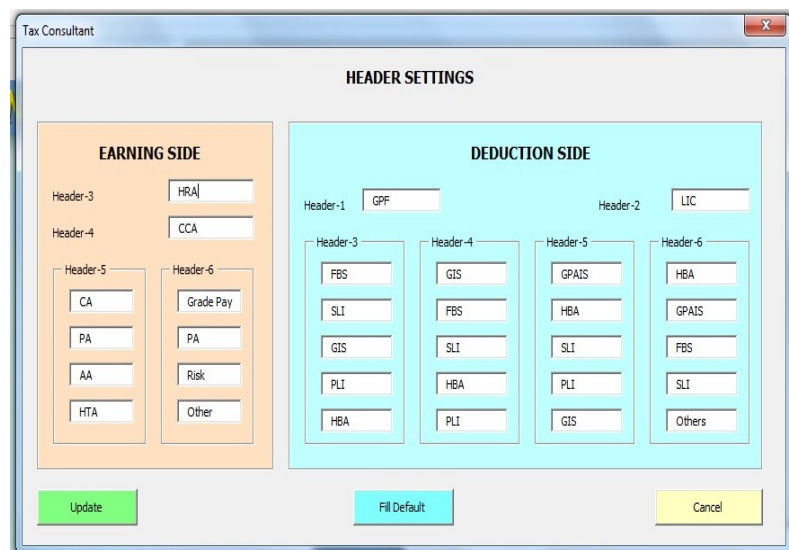 Tax Consultant
HEADER SETTINGS
EARNING SIDE
Header-3 HRA
Header-4 CCA
Header-5 Header-6
CA Grade Pay
PA PA
AA Risk
HTA Other
DEDUCTION SIDE
Header-1 GPF Header-2 LIC
Header-3 Header-4 Header-5 Header-6
FBS GIS GPAIS HBA
SLI FBS HBA GPAIS
GIS SLI SLI FBS
PLI HBA PLI SLI
HBA PLI GIS Others
Update Fill Default Cancel